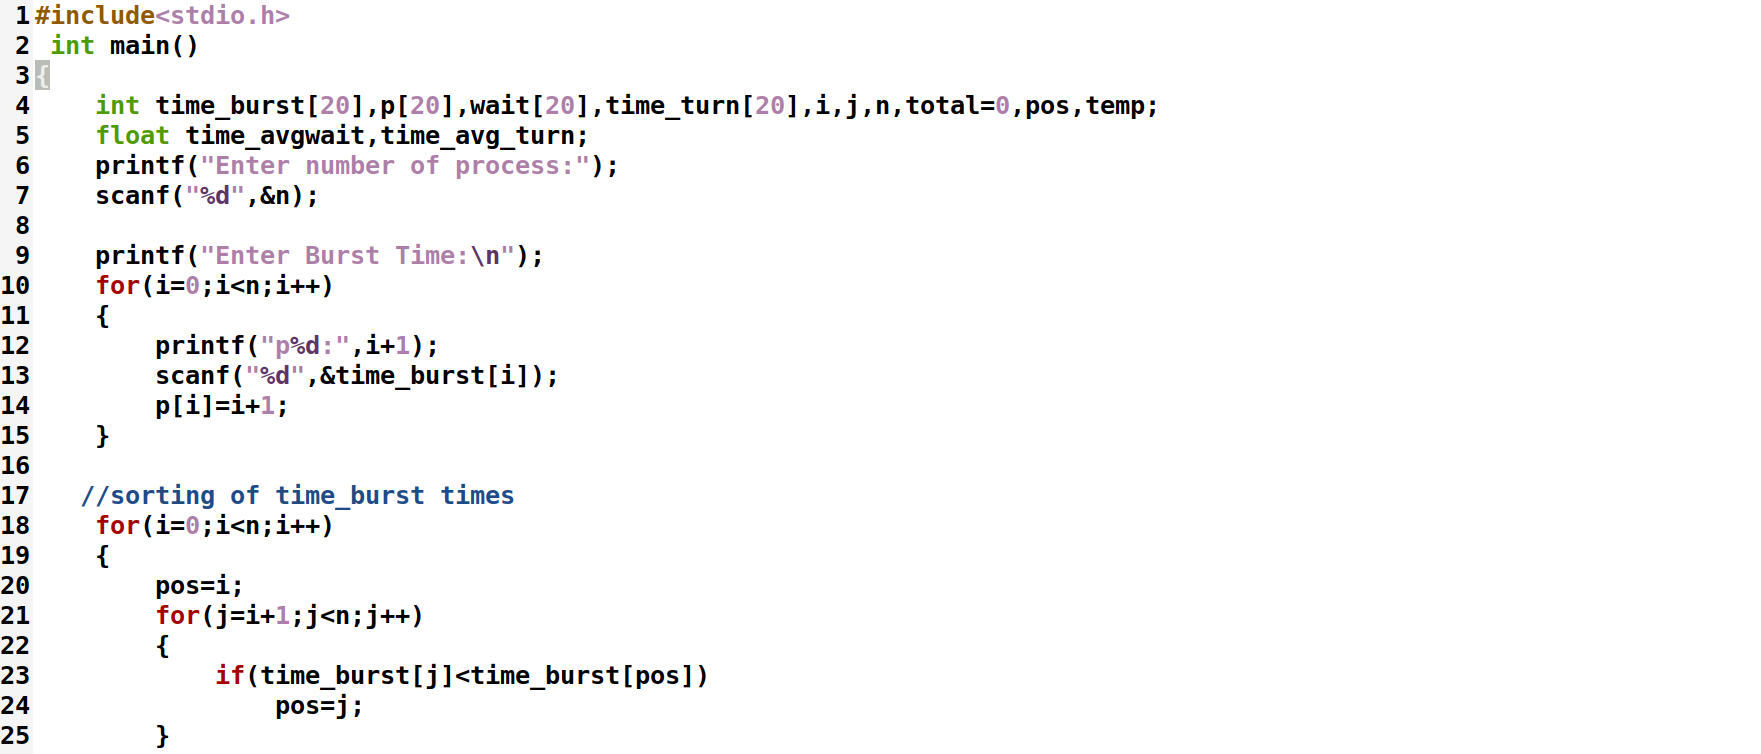 1 #include<stdio.h>
2  int main()
3 {
4     int time_burst[20],p[20],wait[20],time_turn[20],i,j,n,total=0,pos,temp;
5     float time_avgwait,time_avg_turn;
6     printf("Enter number of process:");
7     scanf("%d",&n);
8
9     printf("Enter Burst Time:\n");
10     for(i=0;i<n;i++)
11     {
12         printf("p%d:",i+1);
13         scanf("%d",&time_burst[i]);
14         p[i]=i+1;
15     }
16
17    //sorting of time_burst times
18     for(i=0;i<n;i++)
19     {
20         pos=i;
21         for(j=i+1;j<n;j++)
22         {
23             if(time_burst[j]<time_burst[pos])
24                 pos=j;
25         }